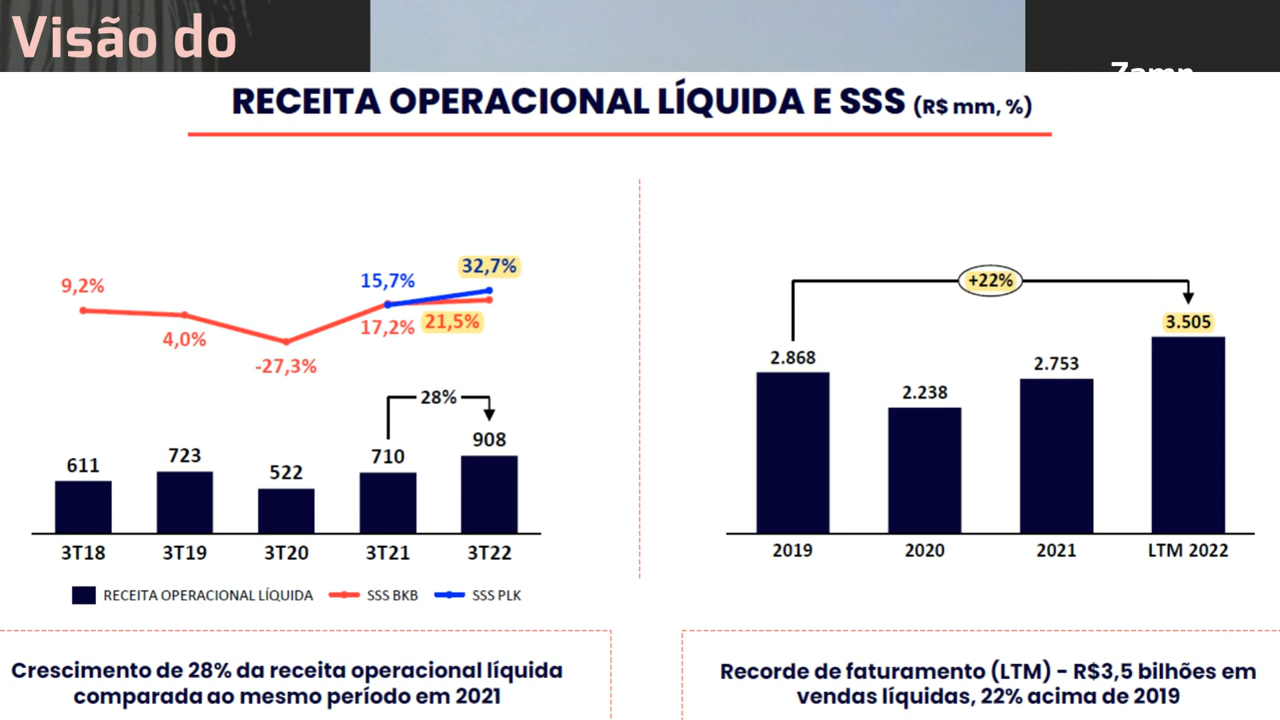 Visão do
Zamp
RECEITA OPERACIONAL LÍQUIDA E SSS (R$ mm, %)
9,2%
4,0%
-27,3%
15,7%
17,2%
32,7%
21,5%
28%
611
723
522
710
908
3T18
3T19
3T20
3T21
3T22
RECEITA OPERACIONAL LÍQUIDA
SSS BKB
SSS PLK
Crescimento de 28% da receita operacional líquida
comparada ao mesmo período em 2021
+22%
2.868
2.238
2.753
3.505
2019
2020
2021
LTM 2022
Recorde de faturamento (LTM) - R$3,5 bilhões em
vendas líquidas, 22% acima de 2019